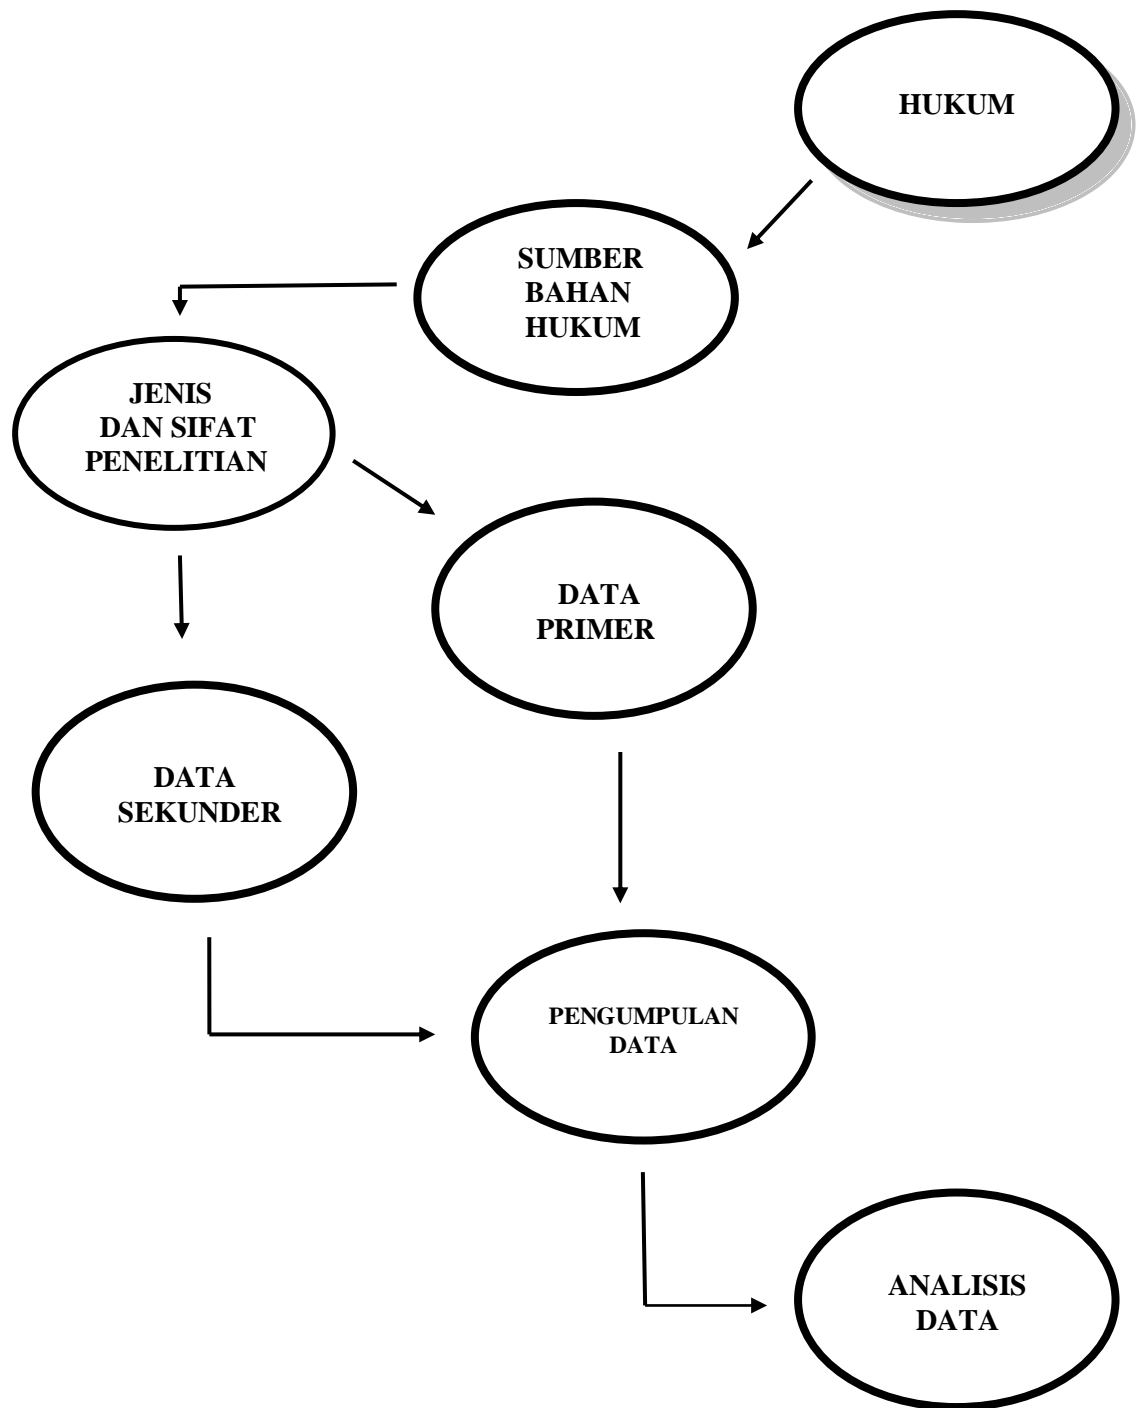 HUKUM
SUMBER
BAHAN
HUKUM
JENIS
DAN SIFAT
PENELITIAN
DATA
PRIMER
DATA
SEKUNDER
PENGUMPULAN
DATA
ANALISIS
DATA